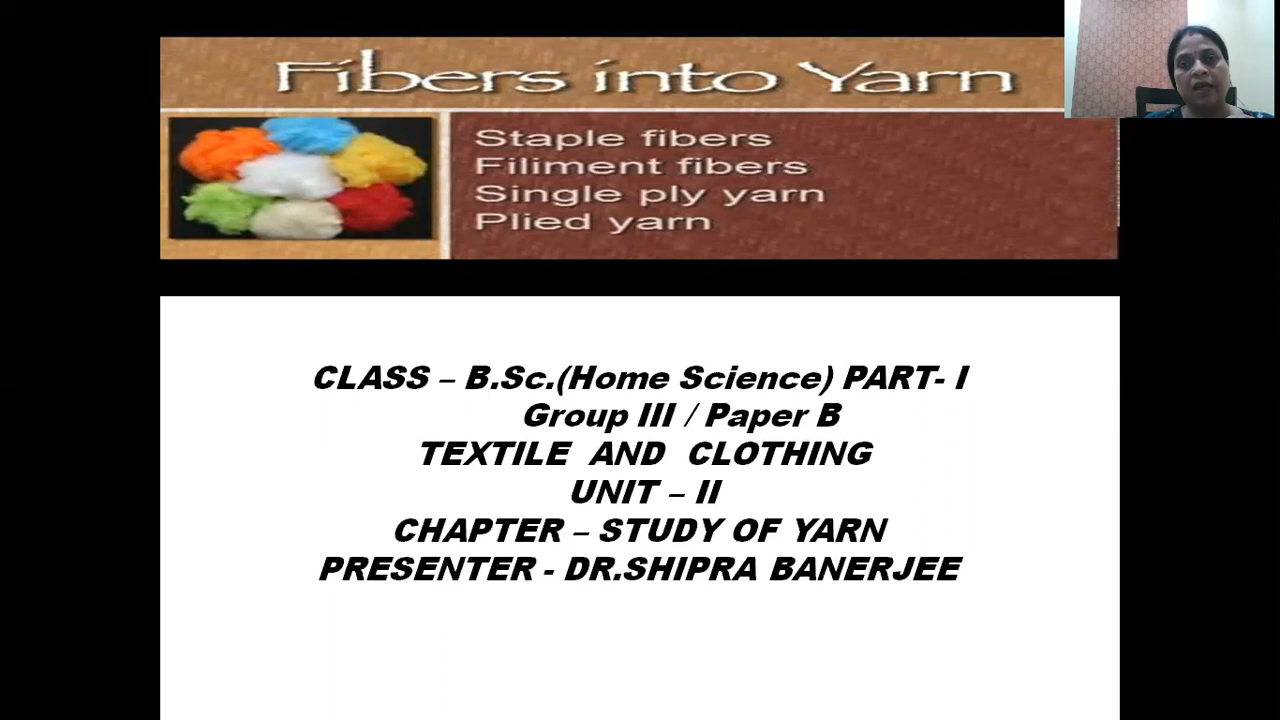 Fibers into Yarn
Staple fibers
Filiment fibers
Single ply yarn
Plied yarn
CLASS – B.Sc.(Home Science) PART- I
Group III / Paper B
TEXTILE AND CLOTHING
UNIT – II
CHAPTER – STUDY OF YARN
PRESENTER - DR.SHIPRA BANERJEE